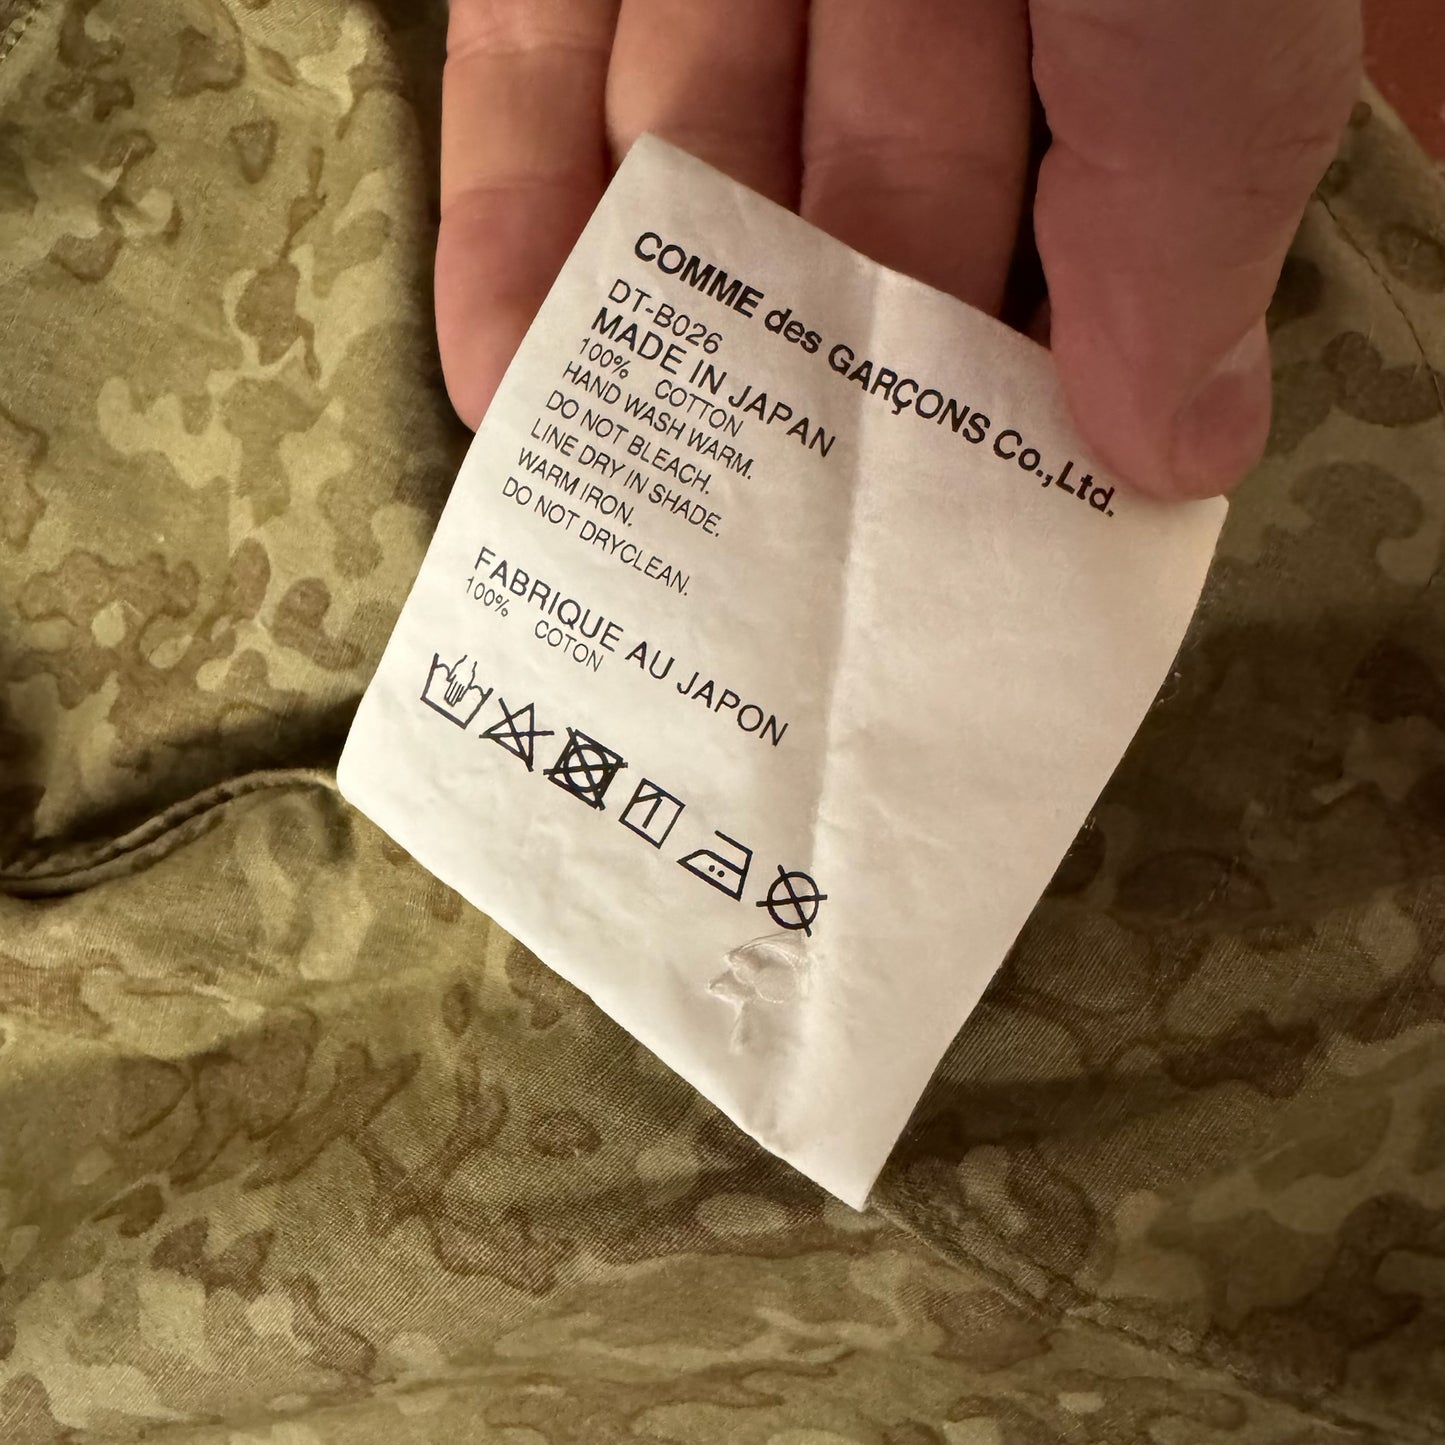 COMME des GARÇONS Co.,Ltd.
DT-B026
MADE IN JAPAN
100% COTTON
HAND WASH WARM.
DO NOT BLEACH.
LINE DRY IN SHADE.
WARM IRON.
DO NOT DRYCLEAN.
FABRIQUE AU JAPON
100% COTON